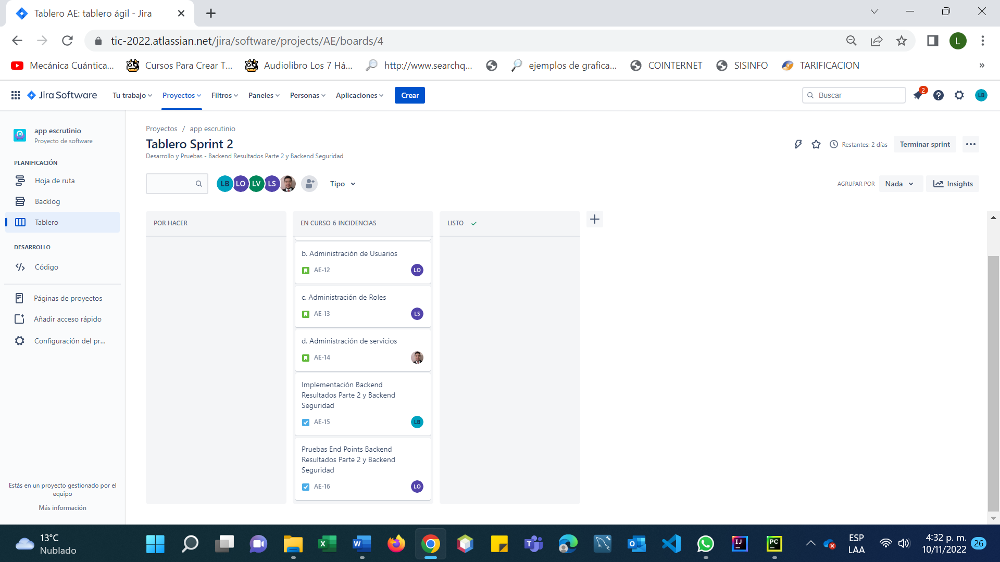 Tablero AE: tablero ágil - Jira
tic-2022.atlassian.net/jira/software/projects/AE/boards/4
L
Mecánica Cuántica...
Cursos Para Crear T...
Audiolibro Los 7 Há...
http://www.searchq...
ejemplos de grafica...
COINTERNET
SISINFO
TARIFICACION
»
Jira Software
Tu trabajo
Proyectos
Filtros
Paneles
Personas
Aplicaciones
Crear
Buscar
2
LB
app escrutinio
Proyecto de software
PLANIFICACIÓN
Hoja de ruta
Backlog
Tablero
DESARROLLO
Código
Páginas de proyectos
Añadir acceso rápido
Configuración del pr...
Estás en un proyecto gestionado por el
equipo
Más información
Proyectos / app escrutinio
Tablero Sprint 2
Desarrollo y Pruebas - Backend Resultados Parte 2 y Backend Seguridad
Restantes: 2 días
Terminar sprint
LB
LO
LV
LS
Tipo
AGRUPAR POR
Nada
Insights
POR HACER
EN CURSO 6 INCIDENCIAS
LISTO
b. Administración de Usuarios
AE-12
LO
c. Administración de Roles
AE-13
LS
d. Administración de servicios
AE-14
Implementación Backend
Resultados Parte 2 y Backend
Seguridad
AE-15
LB
Pruebas End Points Backend
Resultados Parte 2 y Backend
Seguridad
AE-16
LO
13°C
Nublado
ESP
LAA
4:32 p. m.
10/11/2022
26